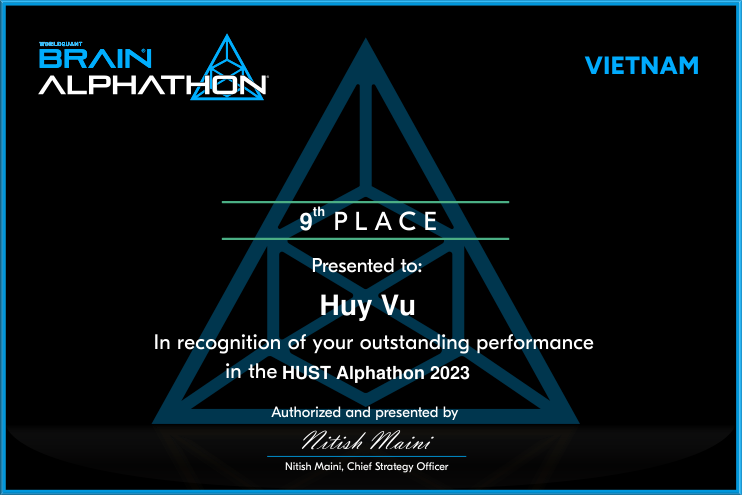 WORLDQUANT
BRAIN
ALPHATHON
VIETNAM
9th PLACE
Presented to:
Huy Vu
In recognition of your outstanding performance
in the HUST Alphathon 2023
Authorized and presented by
Nitish Maini
Nitish Maini, Chief Strategy Officer